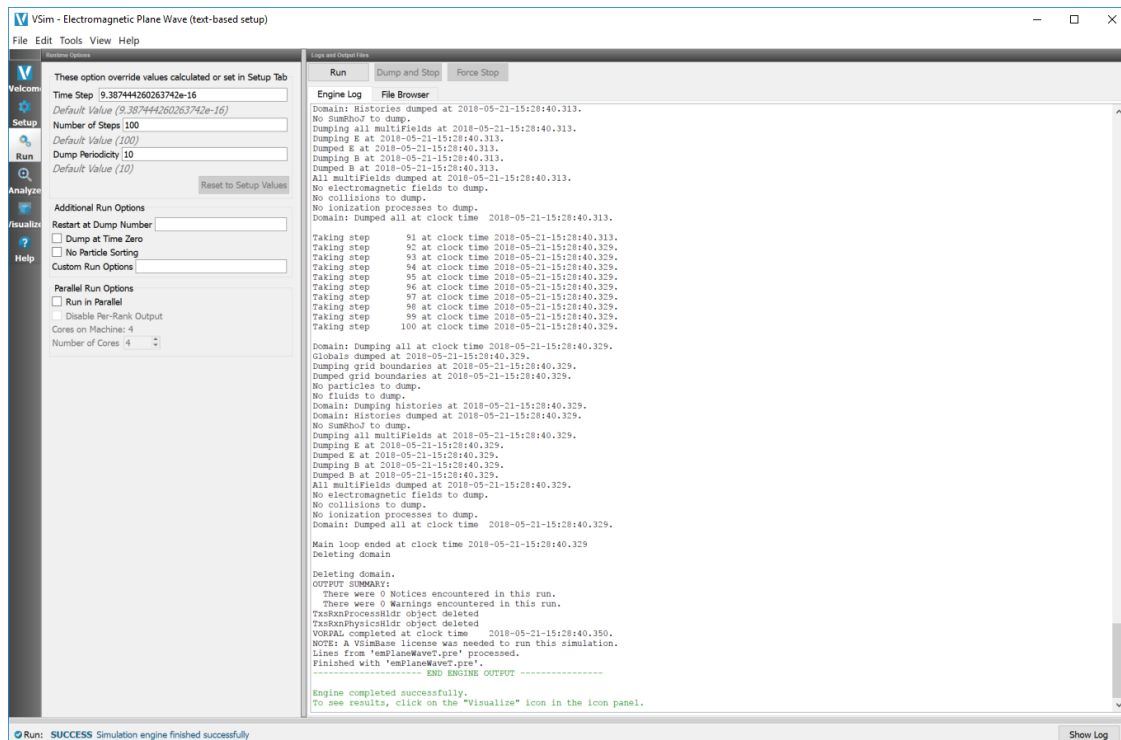 VSim - Electromagnetic Plane Wave (text-based setup)
File Edit Tools View Help
Welcome
Setup
Run
Analyze
Visualize
Help
Runtime Options
These option override values calculated or set in Setup Tab
Time Step 9.387444260263742e-16
Default Value (9.387444260263742e-16)
Number of Steps 100
Default Value (100)
Dump Periodicity 10
Default Value (10)
Reset to Setup Values
Additional Run Options
Restart at Dump Number
Dump at Time Zero
No Particle Sorting
Custom Run Options
Parallel Run Options
Run in Parallel
Disable Per-Rank Output
Cores on Machine: 4
Number of Cores 4
Logs and Output Files
Run Dump and Stop Force Stop
Engine Log File Browser
Domain: Histories dumped at 2018-05-21-15:28:40.313.
No SumRhoJ to dump.
Dumping all multiFields at 2018-05-21-15:28:40.313.
Dumping E at 2018-05-21-15:28:40.313.
Dumped E at 2018-05-21-15:28:40.313.
Dumping B at 2018-05-21-15:28:40.313.
Dumped B at 2018-05-21-15:28:40.313.
All multiFields dumped at 2018-05-21-15:28:40.313.
No electromagnetic fields to dump.
No collisions to dump.
No ionization processes to dump.
Domain: Dumped all at clock time 2018-05-21-15:28:40.313.
Taking step 91 at clock time 2018-05-21-15:28:40.313.
Taking step 92 at clock time 2018-05-21-15:28:40.329.
Taking step 93 at clock time 2018-05-21-15:28:40.329.
Taking step 94 at clock time 2018-05-21-15:28:40.329.
Taking step 95 at clock time 2018-05-21-15:28:40.329.
Taking step 96 at clock time 2018-05-21-15:28:40.329.
Taking step 97 at clock time 2018-05-21-15:28:40.329.
Taking step 98 at clock time 2018-05-21-15:28:40.329.
Taking step 99 at clock time 2018-05-21-15:28:40.329.
Taking step 100 at clock time 2018-05-21-15:28:40.329.
Domain: Dumping all at clock time 2018-05-21-15:28:40.329.
Globals dumped at 2018-05-21-15:28:40.329.
Dumping grid boundaries at 2018-05-21-15:28:40.329.
Dumped grid boundaries at 2018-05-21-15:28:40.329.
No particles to dump.
No fluids to dump.
Domain: Dumping histories at 2018-05-21-15:28:40.329.
Domain: Histories dumped at 2018-05-21-15:28:40.329.
No SumRhoJ to dump.
Dumping all multiFields at 2018-05-21-15:28:40.329.
Dumping E at 2018-05-21-15:28:40.329.
Dumped E at 2018-05-21-15:28:40.329.
Dumping B at 2018-05-21-15:28:40.329.
Dumped B at 2018-05-21-15:28:40.329.
All multiFields dumped at 2018-05-21-15:28:40.329.
No electromagnetic fields to dump.
No collisions to dump.
No ionization processes to dump.
Domain: Dumped all at clock time 2018-05-21-15:28:40.329.
Main loop ended at clock time 2018-05-21-15:28:40.329
Deleting domain
Deleting domain.
OUTPUT SUMMARY:
There were 0 Notices encountered in this run.
There were 0 Warnings encountered in this run.
TxsRxnProcessHldr object deleted
TxsRxnPhysicsHldr object deleted
VORPAL completed at clock time 2018-05-21-15:28:40.350.
NOTE: A VSimBase license was needed to run this simulation.
Lines from 'emPlaneWaveT.pre' processed.
Finished with 'emPlaneWaveT.pre'.
--------------------- END ENGINE OUTPUT ----------------
Engine completed successfully.
To see results, click on the "Visualize" icon in the icon panel.
Run: SUCCESS Simulation engine finished successfully
Show Log